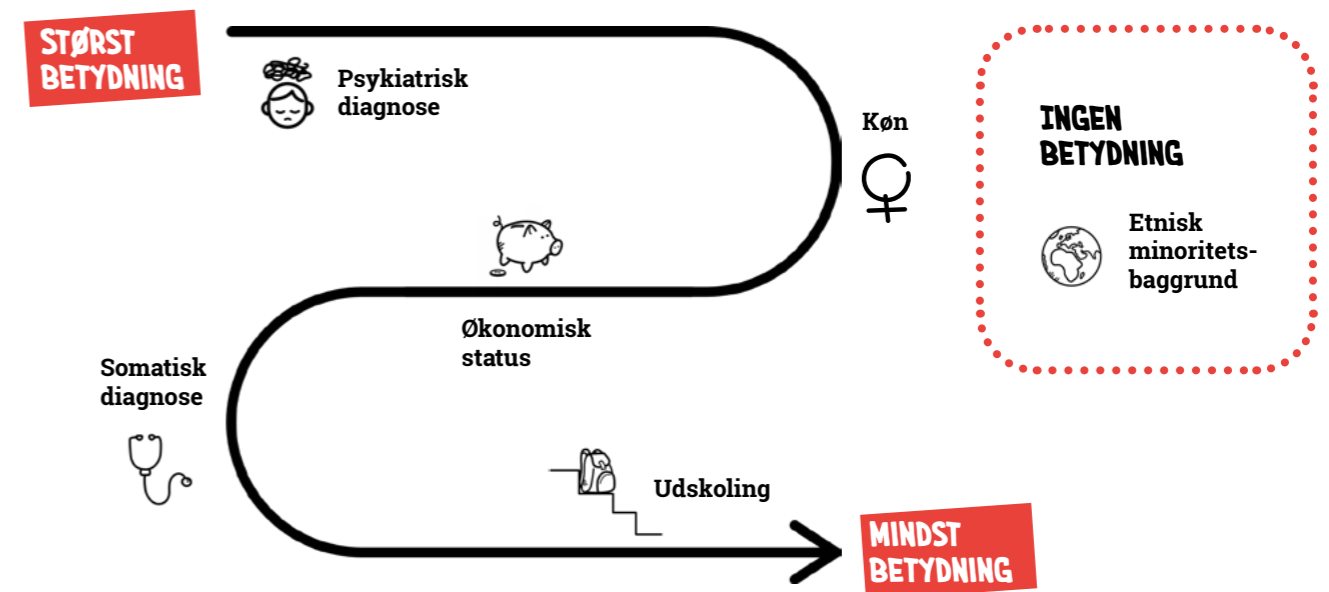 STØRST
BETYDNING
Psykiatrisk
diagnose
Køn
INGEN
BETYDNING
Etnisk
minoritets-
baggrund
Økonomisk
status
Somatisk
diagnose
Udskoling
MINDST
BETYDNING